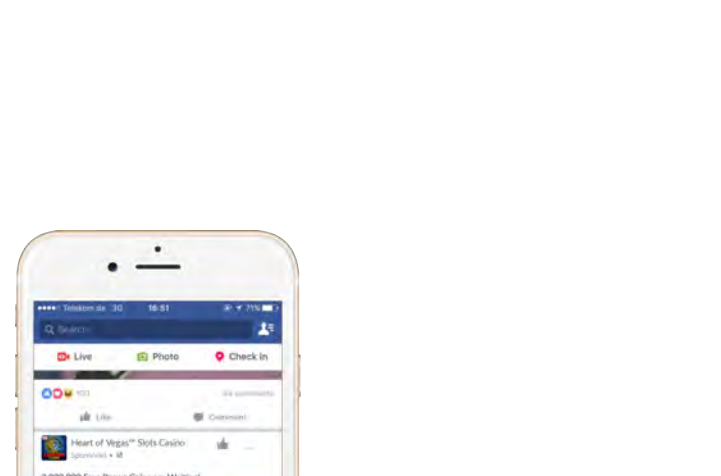 Telekom.de 3G 16:51 71%
Search
Live Photo Check in
Like Comment
Heart of Vegas™ Slots Casino
Sponsored